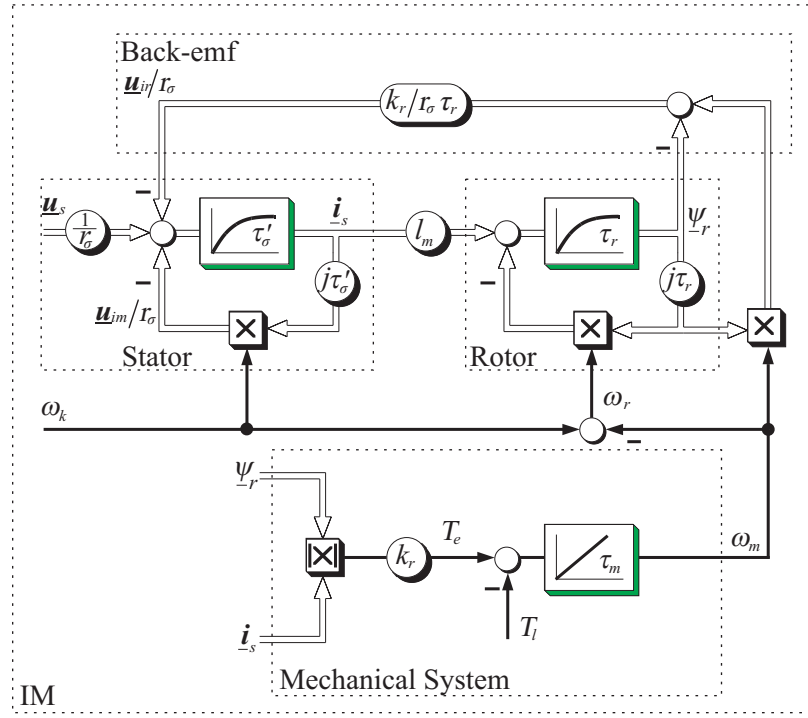 Back-emf
u_ir/r_σ
k_r/r_σ τ_r
−
−
u_s
1/r_σ
τ'_σ
i_s
l_m
τ_r
ψ_r
−
−
jτ'_σ
jτ_r
u_im/r_σ
×
×
×
Stator
Rotor
ω_k
ω_r
−
ψ_r
|×|
k_r
T_e
τ_m
ω_m
−
T_l
i_s
Mechanical System
IM